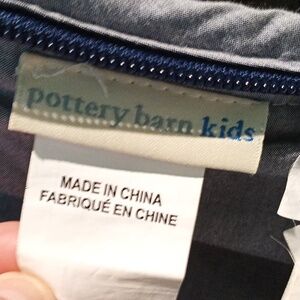 pottery barn kids
MADE IN CHINA
FABRIQUÉ EN CHINE